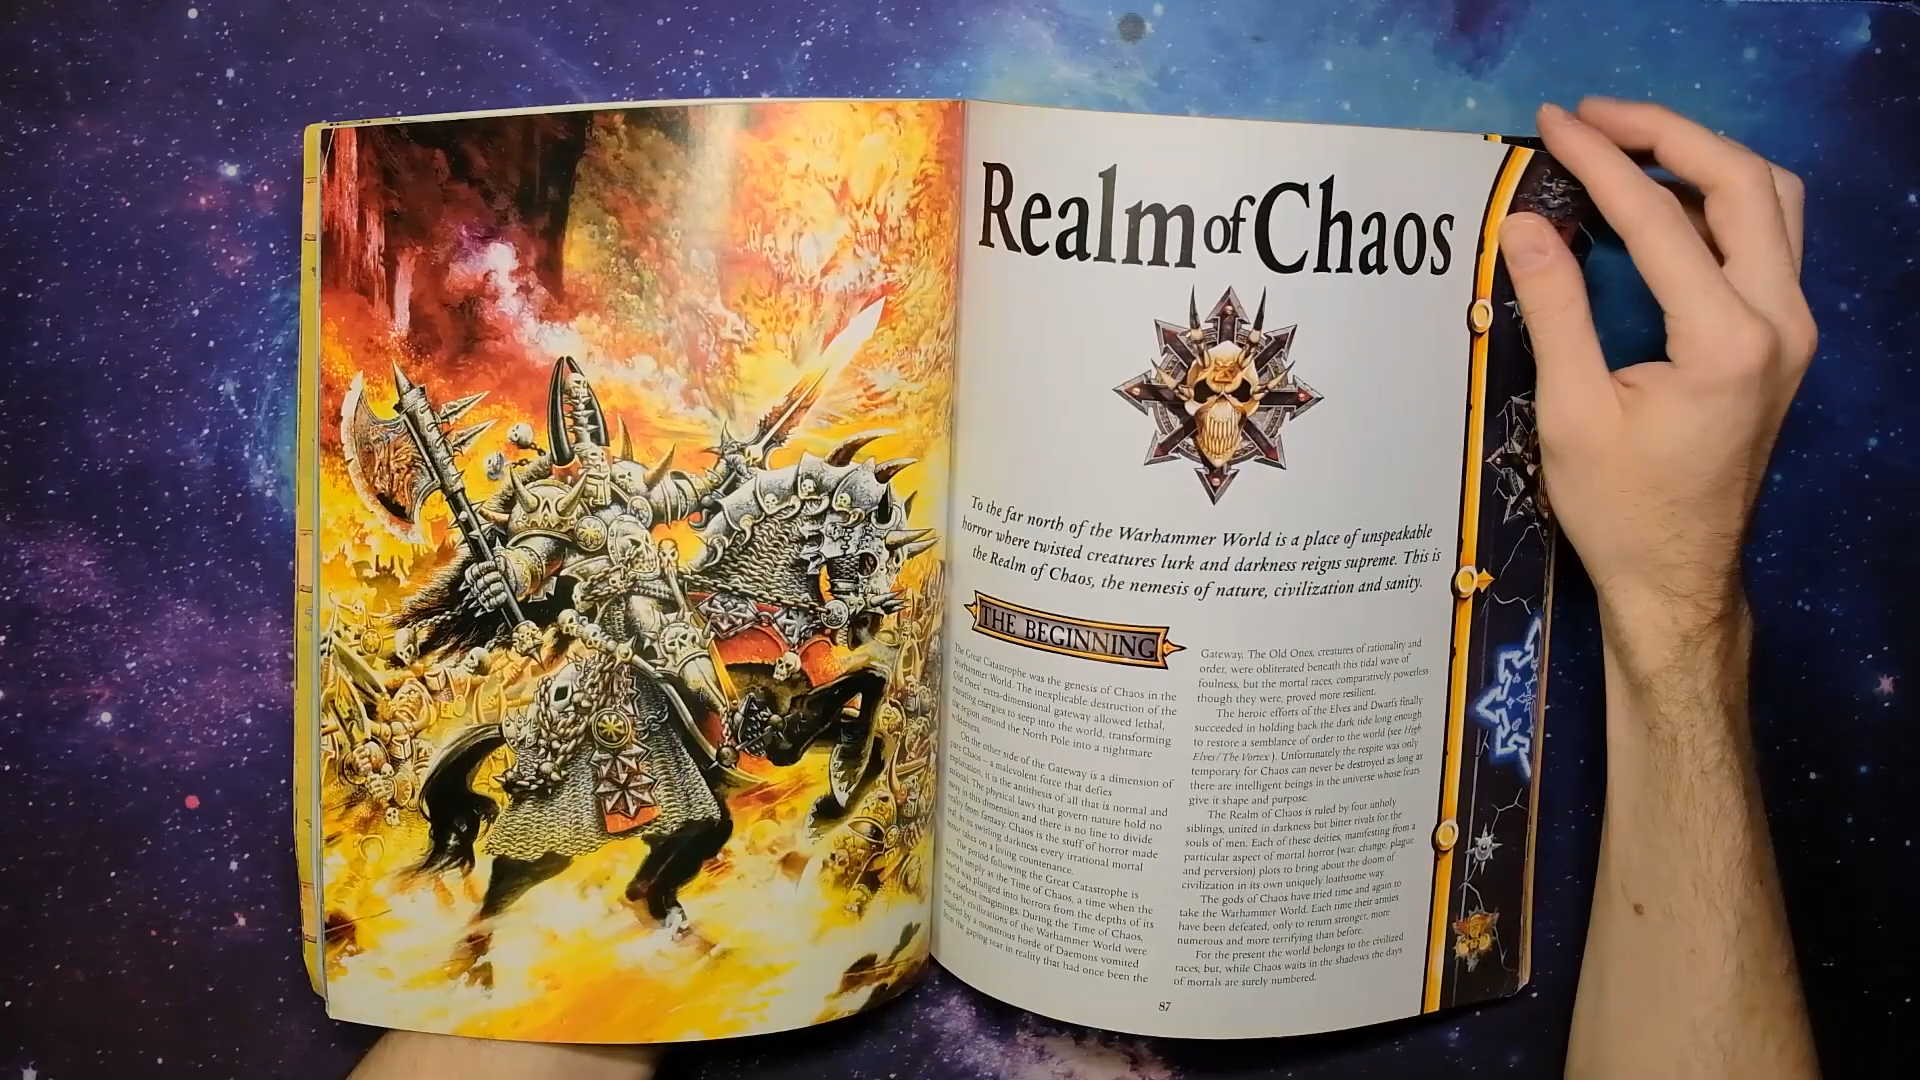 Realm of Chaos
To the far north of the Warhammer World is a place of unspeakable
horror where twisted creatures lurk and darkness reigns supreme. This is
the Realm of Chaos, the nemesis of nature, civilization and sanity.
THE BEGINNING
The Great Catastrophe was the genesis of Chaos in the
Warhammer World. The inexplicable destruction of the
Old Ones' extra-dimensional gateway allowed lethal,
mutating energies to seep into the world, transforming
the region around the North Pole into a nightmare
wilderness.
On the other side of the Gateway is a dimension of
pure Chaos – a malevolent force that defies
explanation, it is the antithesis of all that is normal and
rational. The physical laws that govern nature hold no
sway in this dimension and there is no line to divide
reality from fantasy. Chaos is the stuff of horror made
real. In its swirling darkness every irrational mortal
terror takes on a living countenance.
The period following the Great Catastrophe is
known simply as the Time of Chaos, a time when the
world was plunged into horrors from the depths of its
own darkest imaginings. During the Time of Chaos,
the early civilizations of the Warhammer World were
assailed by a monstrous horde of Daemons vomited
from the gaping tear in reality that had once been the
Gateway. The Old Ones, creatures of rationality and
order, were obliterated beneath this tidal wave of
foulness, but the mortal races, comparatively powerless
though they were, proved more resilient.
The heroic efforts of the Elves and Dwarfs finally
succeeded in holding back the dark tide long enough
to restore a semblance of order to the world (see High
Elves/The Vortex). Unfortunately the respite was only
temporary for Chaos can never be destroyed as long as
there are intelligent beings in the universe whose fears
give it shape and purpose.
The Realm of Chaos is ruled by four unholy
siblings, united in darkness but bitter rivals for the
souls of men. Each of these deities, manifesting from a
particular aspect of mortal horror (war, change, plague
and perversion) plots to bring about the doom of
civilization in its own uniquely loathsome way.
The gods of Chaos have tried time and again to
take the Warhammer World. Each time their armies
have been defeated, only to return stronger, more
numerous and more terrifying than before.
For the present the world belongs to the civilized
races, but, while Chaos waits in the shadows the days
of mortals are surely numbered.
87